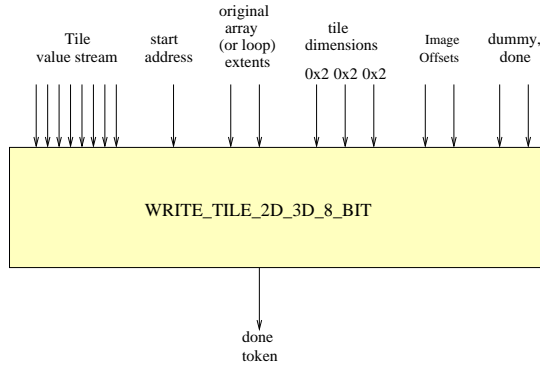 Tile
value stream
start
address
original
array
(or loop)
extents
tile
dimensions
0x2 0x2 0x2
Image
Offsets
dummy,
done
WRITE_TILE_2D_3D_8_BIT
done
token